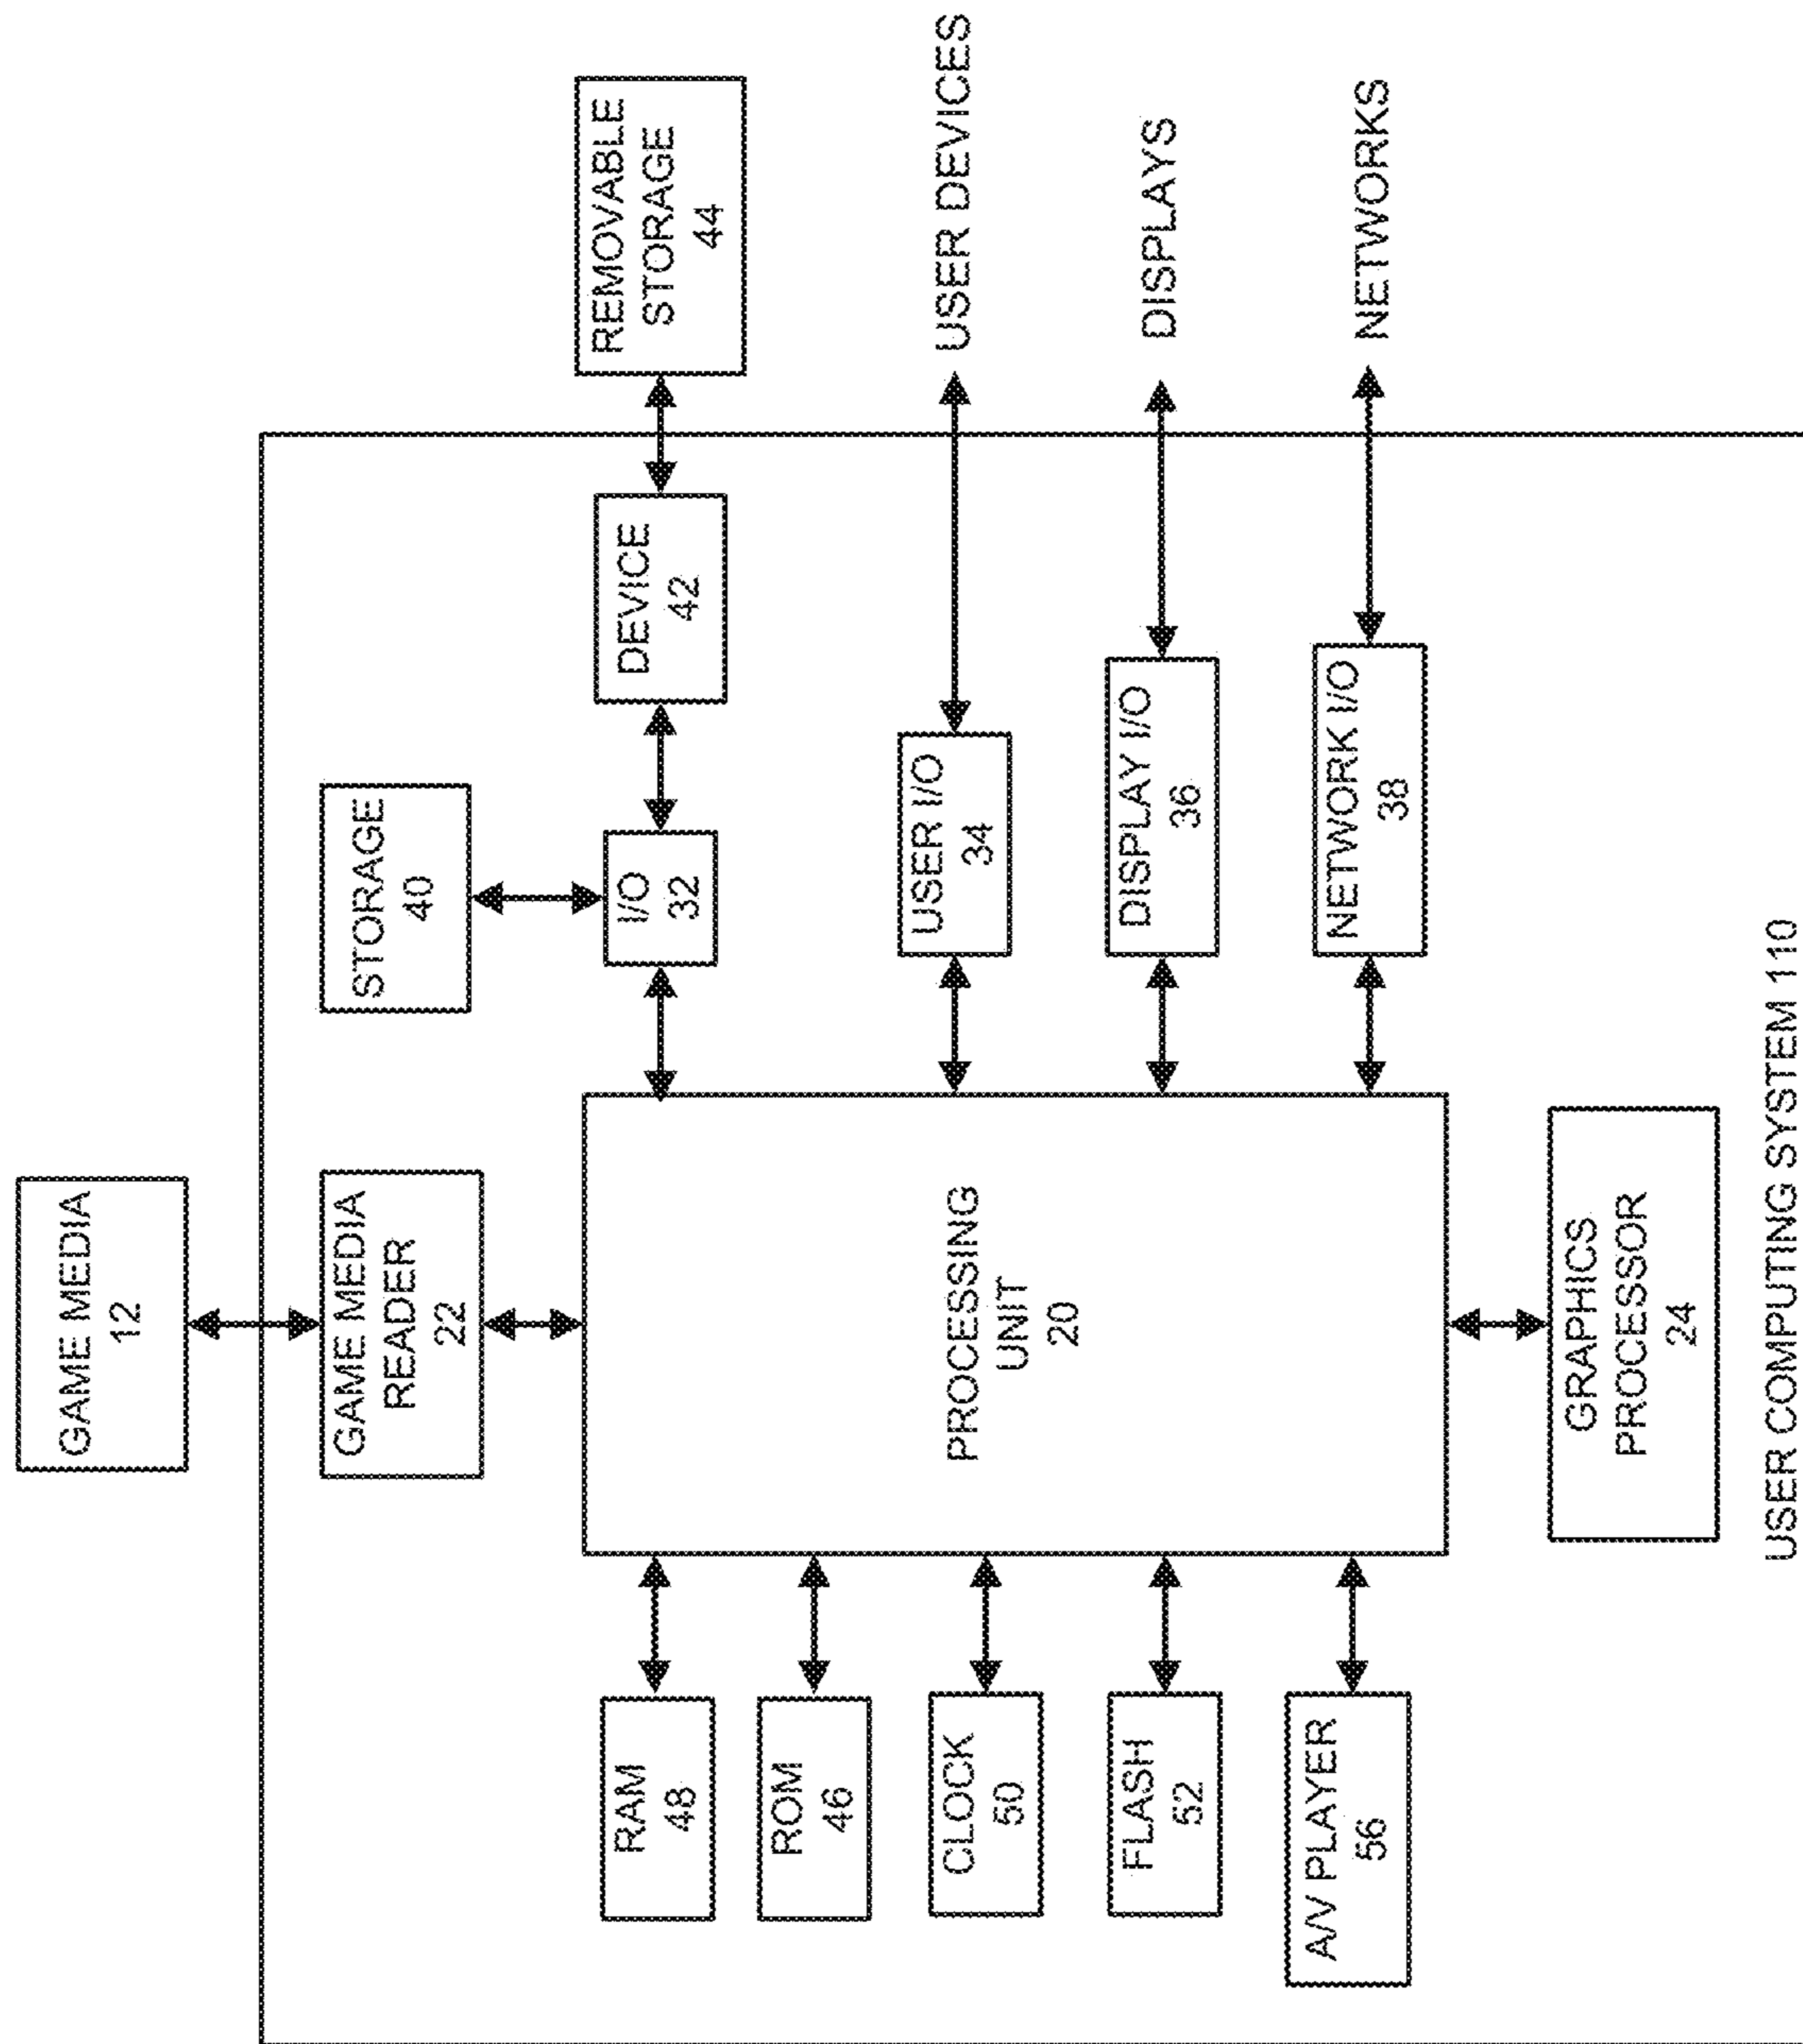 GAME MEDIA
12
GAME MEDIA
READER
22
STORAGE
40
RAM
48
I/O
32
DEVICE
42
REMOVABLE
STORAGE
44
ROM
46
CLOCK
50
PROCESSING
UNIT
20
USER I/O
34
USER DEVICES
FLASH
52
DISPLAY I/O
36
DISPLAYS
A/V PLAYER
56
NETWORK I/O
38
NETWORKS
GRAPHICS
PROCESSOR
24
USER COMPUTING SYSTEM 110